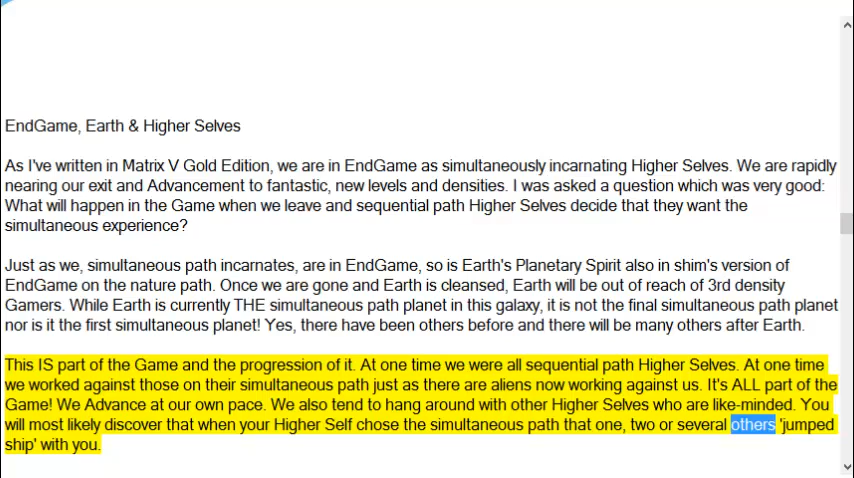 EndGame, Earth & Higher Selves
As I've written in Matrix V Gold Edition, we are in EndGame as simultaneously incarnating Higher Selves. We are rapidly
nearing our exit and Advancement to fantastic, new levels and densities. I was asked a question which was very good:
What will happen in the Game when we leave and sequential path Higher Selves decide that they want the
simultaneous experience?
Just as we, simultaneous path incarnates, are in EndGame, so is Earth's Planetary Spirit also in shim's version of
EndGame on the nature path. Once we are gone and Earth is cleansed, Earth will be out of reach of 3rd density
Gamers. While Earth is currently THE simultaneous path planet in this galaxy, it is not the final simultaneous path planet
nor is it the first simultaneous planet! Yes, there have been others before and there will be many others after Earth.
This IS part of the Game and the progression of it. At one time we were all sequential path Higher Selves. At one time
we worked against those on their simultaneous path just as there are aliens now working against us. It's ALL part of the
Game! We Advance at our own pace. We also tend to hang around with other Higher Selves who are like-minded. You
will most likely discover that when your Higher Self chose the simultaneous path that one, two or several others 'jumped
ship' with you.